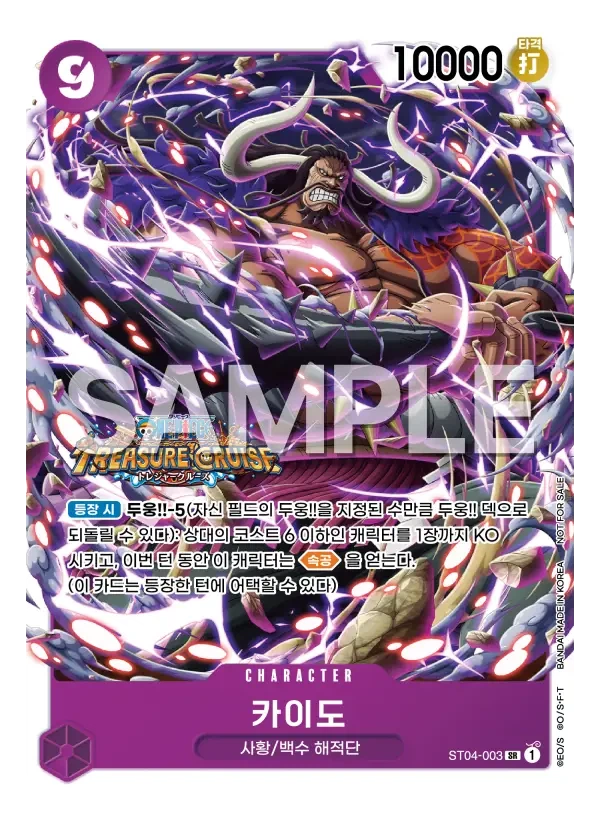 9
10000
타격
打
SAMPLE
ONE PIECE
TREASURE CRUISE
トレジャークルーズ
등장 시 두웅!!-5(자신 필드의 두웅!!을 지정된 수만큼 두웅!! 덱으로
되돌릴 수 있다): 상대의 코스트 6 이하인 캐릭터를 1장까지 KO
시키고, 이번 턴 동안 이 캐릭터는 속공 을 얻는다.
(이 카드는 등장한 턴에 어택할 수 있다)
CHARACTER
카이도
사황/백수 해적단
ST04-003 SR 1
©EO/S ©O/S·F·T BANDAI MADE IN KOREA NOT FOR SALE